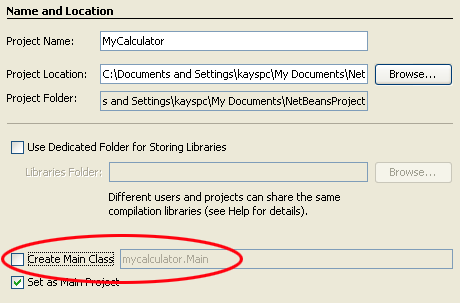 Name and Location
Project Name: MyCalculator
Project Location: C:\Documents and Settings\kayspc\My Documents\Net Browse...
Project Folder: s and Settings\kayspc\My Documents\NetBeansProject
Use Dedicated Folder for Storing Libraries
Libraries Folder: Browse...
Different users and projects can share the same
compilation libraries (see Help for details).
Create Main Class mycalculator.Main
Set as Main Project